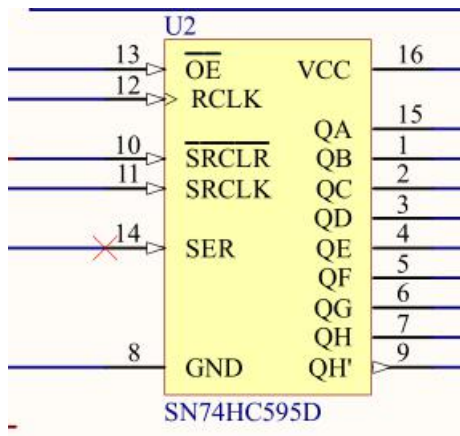 U2
13 OE VCC 16
12 RCLK
QA 15
10 SRCLR QB 1
11 SRCLK QC 2
QD 3
14 SER QE 4
QF 5
QG 6
QH 7
8 GND QH' 9
SN74HC595D